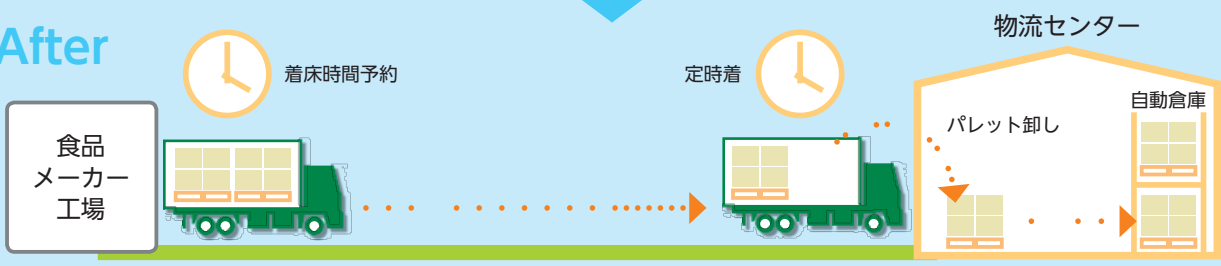 After
着床時間予約
定時着
物流センター
自動倉庫
パレット卸し
食品
メーカー
工場